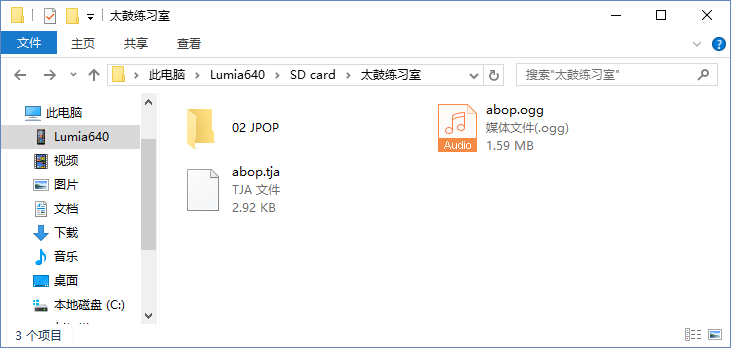 太鼓练习室
文件 主页 共享 查看
此电脑 Lumia640 SD card 太鼓练习室 搜索"太鼓练习室"
此电脑
Lumia640
视频
图片
文档
下载
音乐
桌面
本地磁盘 (C:)
02 JPOP
abop.ogg
媒体文件(.ogg)
1.59 MB
Audio
abop.tja
TJA 文件
2.92 KB
3 个项目